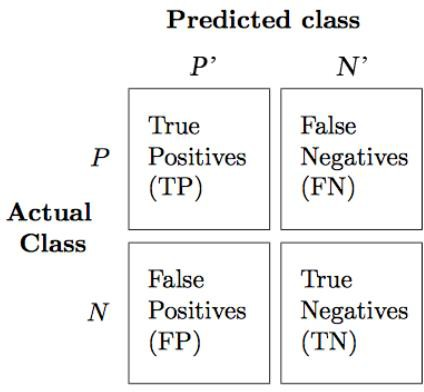 Predicted class
P’ N’
True
Positives
(TP)
False
Negatives
(FN)
P
Actual
Class
False
Positives
(FP)
True
Negatives
(TN)
N